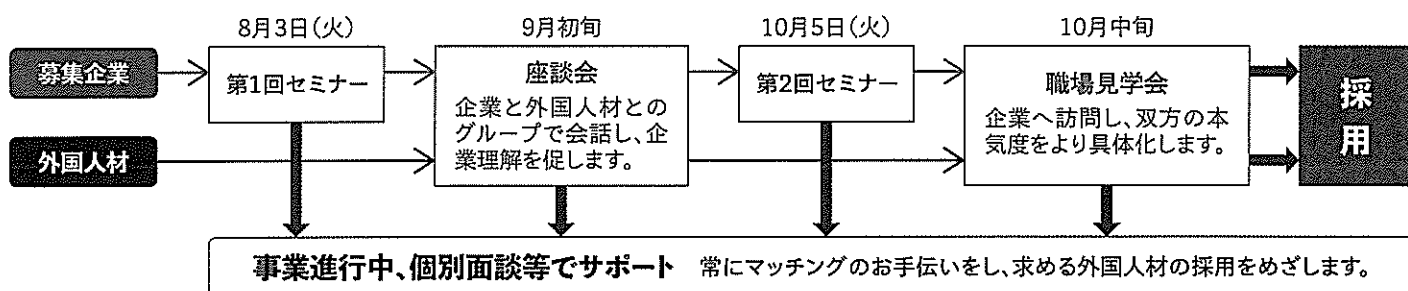 8月3日(火)
9月初旬
10月5日(火)
10月中旬
募集企業
第1回セミナー
座談会
企業と外国人材との
グループで会話し、企
業理解を促します。
第2回セミナー
職場見学会
企業へ訪問し、双方の本
気度をより具体化します。
採用
外国人材
事業進行中、個別面談等でサポート 常にマッチングのお手伝いをし、求める外国人材の採用をめざします。